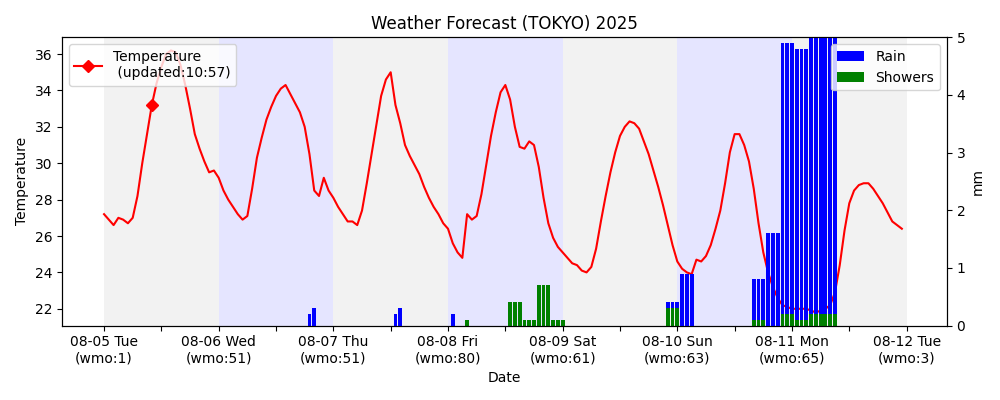 Weather Forecast (TOKYO) 2025
Temperature
(updated:10:57)
Rain
Showers
Temperature
36
34
32
30
28
26
24
22
5
4
3
2
1
0
mm
08-05 Tue
(wmo:1)
08-06 Wed
(wmo:51)
08-07 Thu
(wmo:51)
08-08 Fri
(wmo:80)
08-09 Sat
(wmo:61)
08-10 Sun
(wmo:63)
08-11 Mon
(wmo:65)
08-12 Tue
(wmo:3)
Date